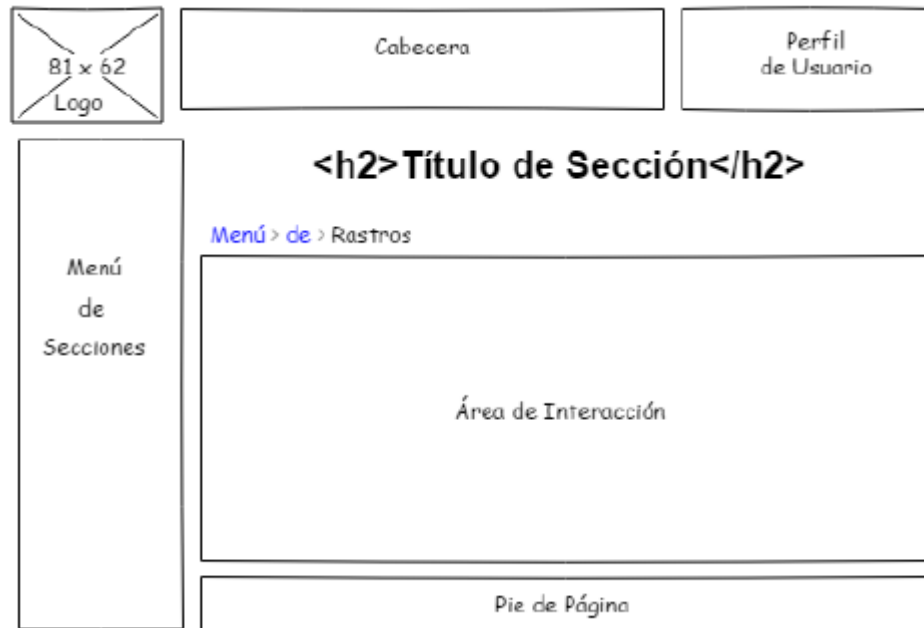 81 x 62
Logo
Cabecera
Perfil
de Usuario
<h2>Título de Sección</h2>
Menú > de > Rastros
Menú
de
Secciones
Área de Interacción
Pie de Página